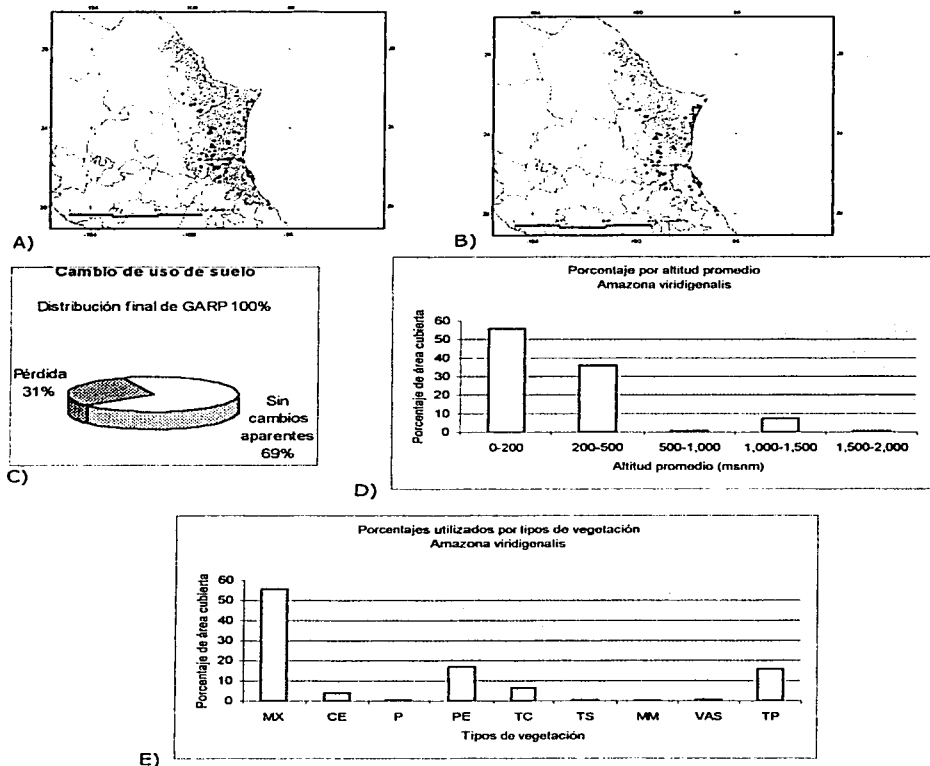 A)
B)
Cambio de uso de suelo
Distribución final de GARP 100%
Pérdida
31%
Sin
cambios
aparentes
69%
C)
Porcentaje por altitud promedio
Amazona viridigenalis
Porcentaje de área cubierta
60
50
40
30
20
10
0
0-200
200-500
500-1,000
1,000-1,500
1,500-2,000
Altitud promedio (msnm)
D)
Porcentajes utilizados por tipos de vegetación
Amazona viridigenalis
Porcentaje de área cubierta
60
50
40
30
20
10
0
MX
CE
P
PE
TC
TS
MM
VAS
TP
Tipos de vegetación
E)